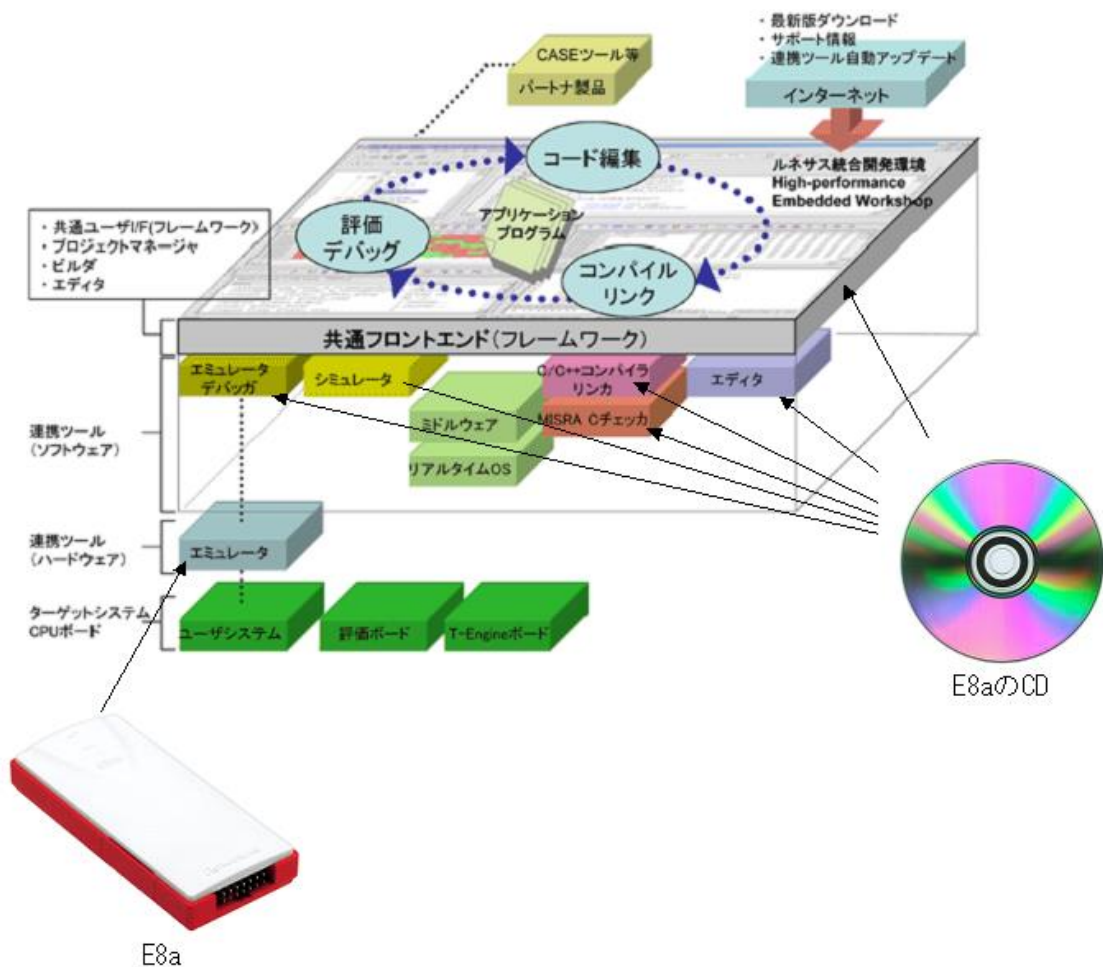 ・最新版ダウンロード
・サポート情報
・連携ツール自動アップデート
CASEツール等
パートナ製品
インターネット
コード編集
ルネサス統合開発環境
High-performance
Embedded Workshop
アプリケーション
プログラム
評価
デバッグ
コンパイル
リンク
・共通ユーザI/F(フレームワーク)
・プロジェクトマネージャ
・ビルダ
・エディタ
共通フロントエンド(フレームワーク)
エミュレータ
デバッガ
シミュレータ
C/C++コンパイラ
リンカ
エディタ
ミドルウェア
MISRA Cチェッカ
リアルタイムOS
連携ツール
(ソフトウェア)
連携ツール
(ハードウェア)
エミュレータ
ターゲットシステム
CPUボード
ユーザシステム
評価ボード
T-Engineボード
E8aのCD
E8a